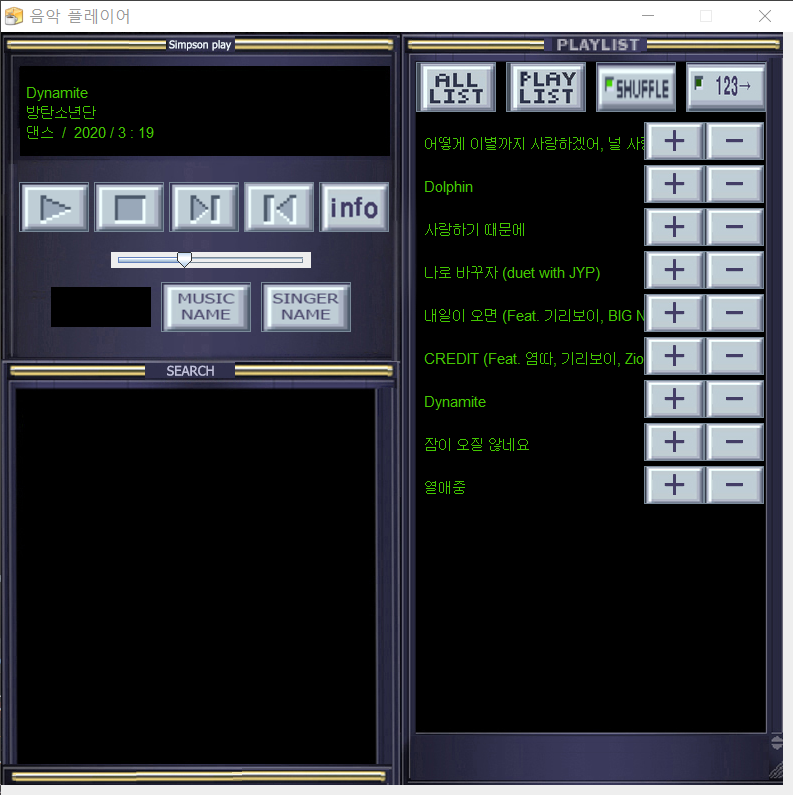 음악 플레이어
Simpson play
Dynamite
방탄소년단
댄스 / 2020 / 3 : 19
info
MUSIC NAME
SINGER NAME
SEARCH
PLAYLIST
ALL LIST
PLAY LIST
SHUFFLE
123→
어떻게 이별까지 사랑하겠어, 널 사
+ −
Dolphin
+ −
사랑하기 때문에
+ −
나로 바꾸자 (duet with JYP)
+ −
내일이 오면 (Feat. 기리보이, BIG N
+ −
CREDIT (Feat. 염따, 기리보이, Zio
+ −
Dynamite
+ −
잠이 오질 않네요
+ −
열애중
+ −